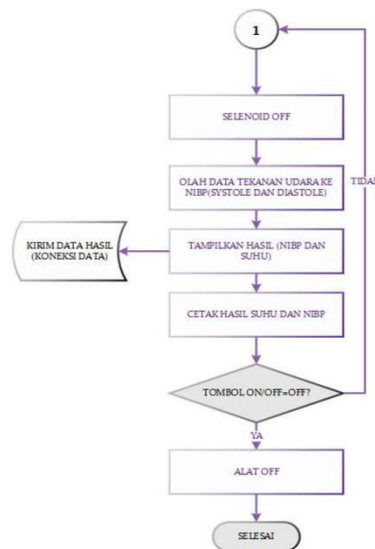 1
SELENOID OFF
OLAH DATA TEKANAN UDARA KE
NIBP(SYSTOLE DAN DIASTOLE)
TIDAK
KIRIM DATA HASIL
(KONEKSI DATA)
TAMPILKAN HASIL (NIBP DAN
SUHU)
CETAK HASIL SUHU DAN NIBP
TOMBOL ON/OFF=OFF?
YA
ALAT OFF
SELESAI